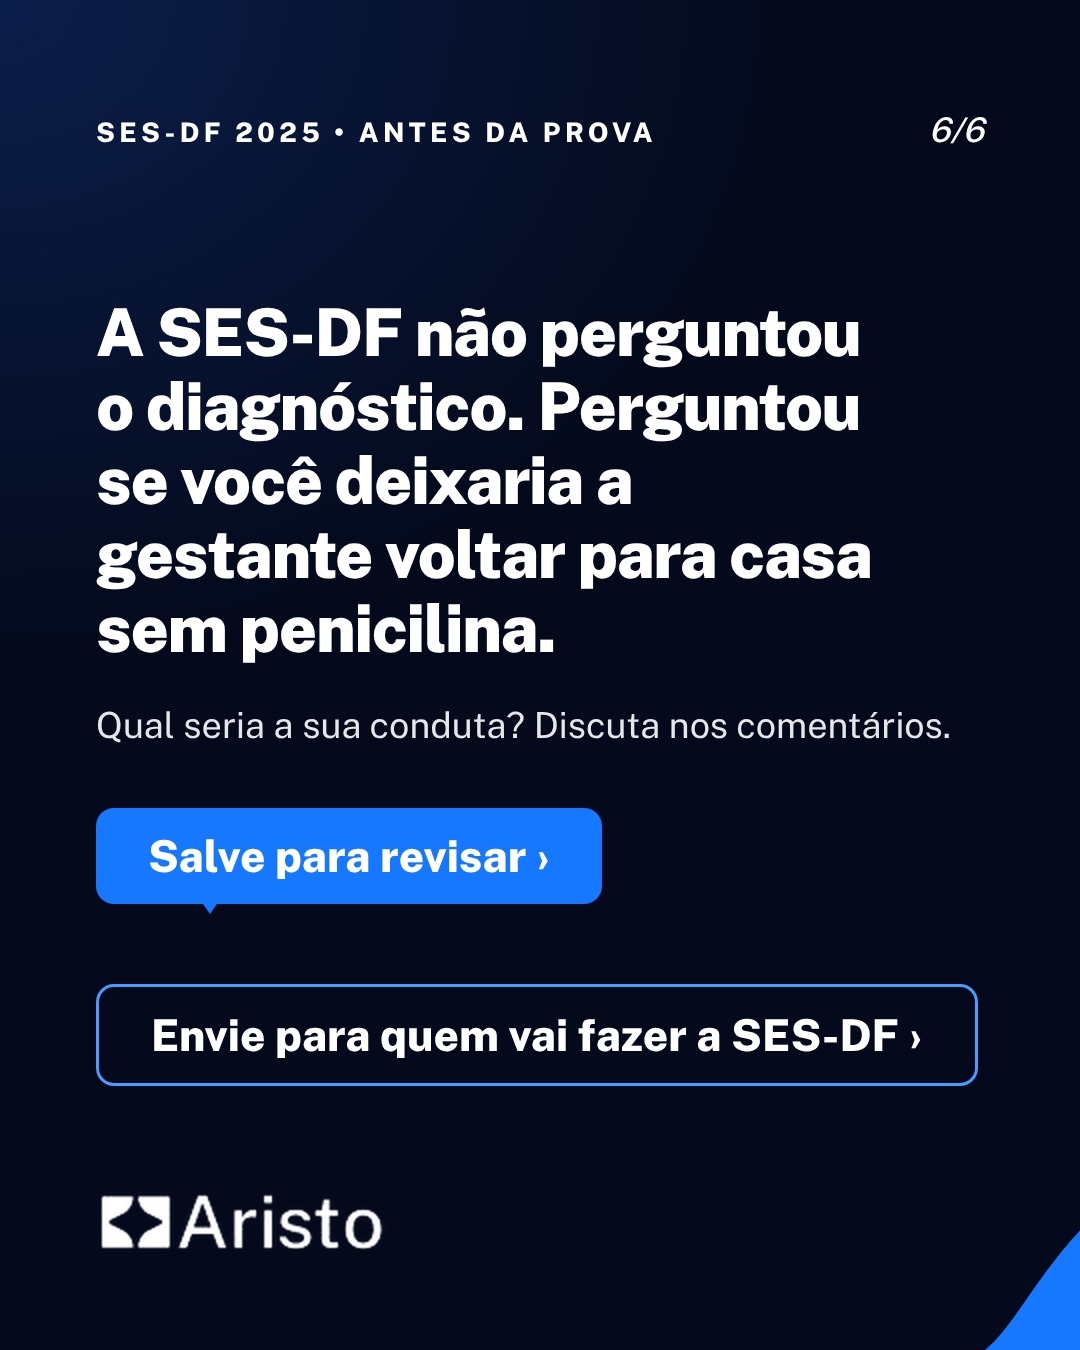 SES-DF 2025 • ANTES DA PROVA
6/6
A SES-DF não perguntou
o diagnóstico. Perguntou
se você deixaria a
gestante voltar para casa
sem penicilina.
Qual seria a sua conduta? Discuta nos comentários.
Salve para revisar ›
Envie para quem vai fazer a SES-DF ›
Aristo